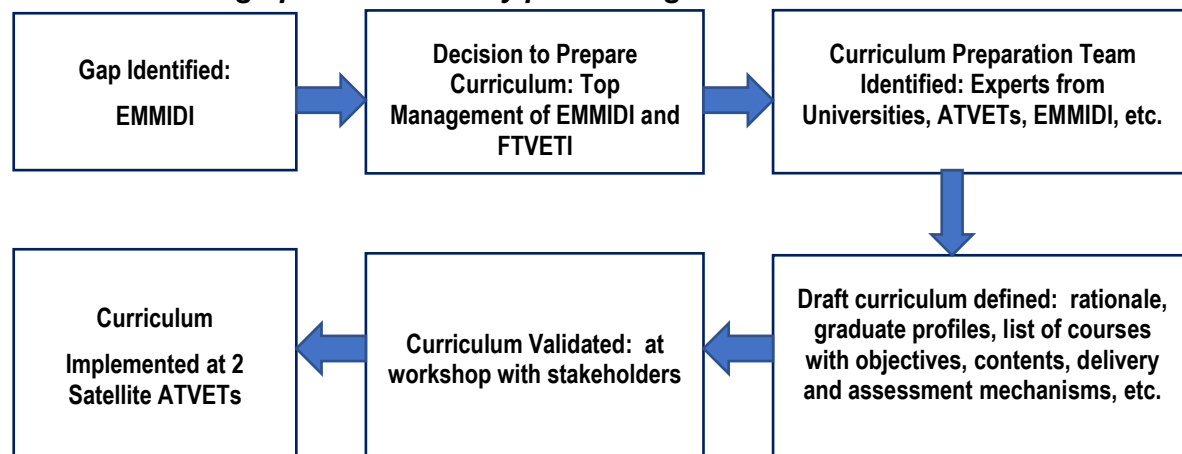 Gap Identified:
EMMIDI
Decision to Prepare
Curriculum: Top
Management of EMMIDI and
FTVETI
Curriculum Preparation Team
Identified: Experts from
Universities, ATVETs, EMMIDI, etc.
Draft curriculum defined: rationale,
graduate profiles, list of courses
with objectives, contents, delivery
and assessment mechanisms, etc.
Curriculum Validated: at
workshop with stakeholders
Curriculum
Implemented at 2
Satellite ATVETs